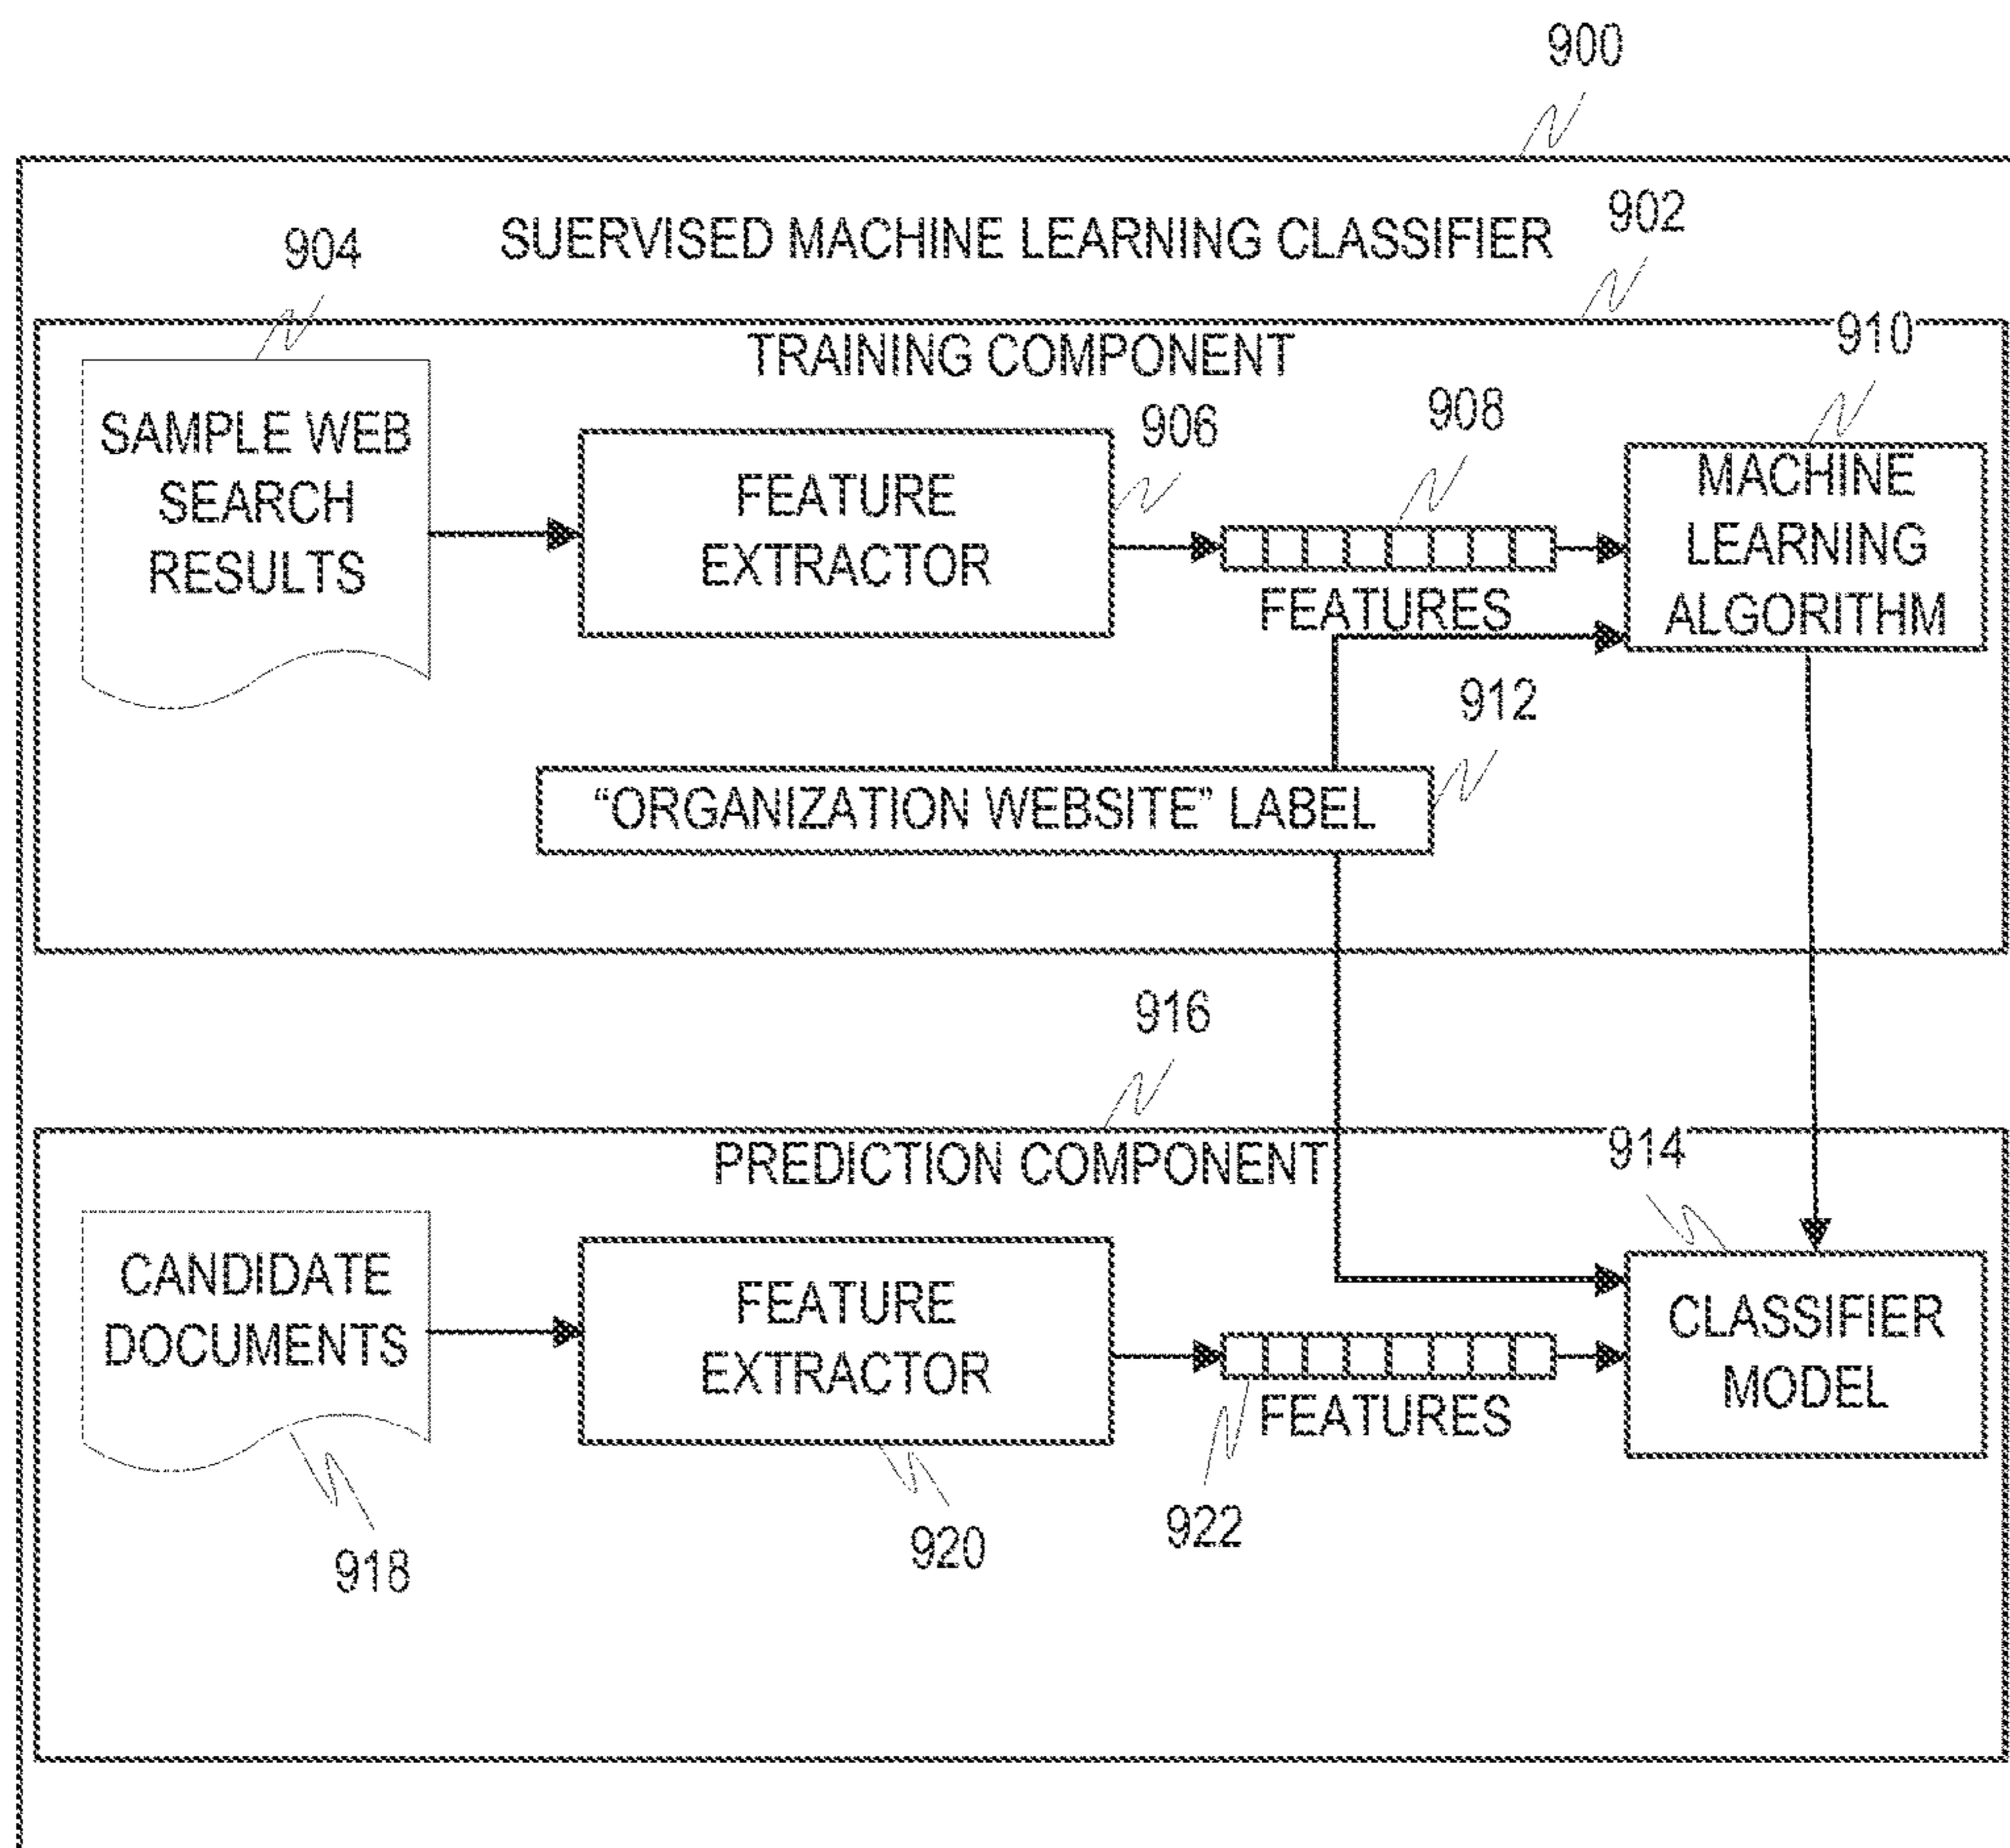 900
SUERVISED MACHINE LEARNING CLASSIFIER
902
904
TRAINING COMPONENT
910
SAMPLE WEB
SEARCH
RESULTS
906
FEATURE
EXTRACTOR
908
FEATURES
MACHINE
LEARNING
ALGORITHM
912
“ORGANIZATION WEBSITE” LABEL
916
PREDICTION COMPONENT
914
CANDIDATE
DOCUMENTS
FEATURE
EXTRACTOR
FEATURES
CLASSIFIER
MODEL
918
920
922